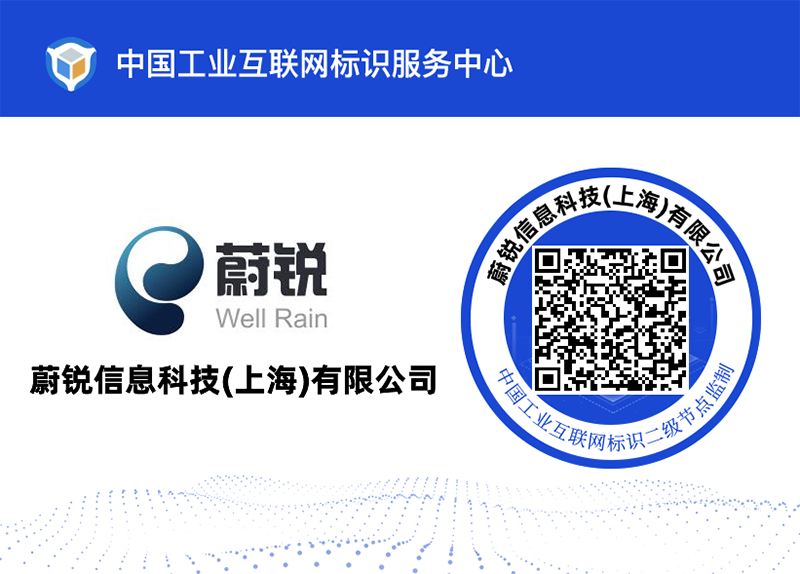 中国工业互联网标识服务中心
蔚锐
Well Rain
蔚锐信息科技(上海)有限公司
蔚锐信息科技(上海)有限公司
中国工业互联网标识二级节点监制